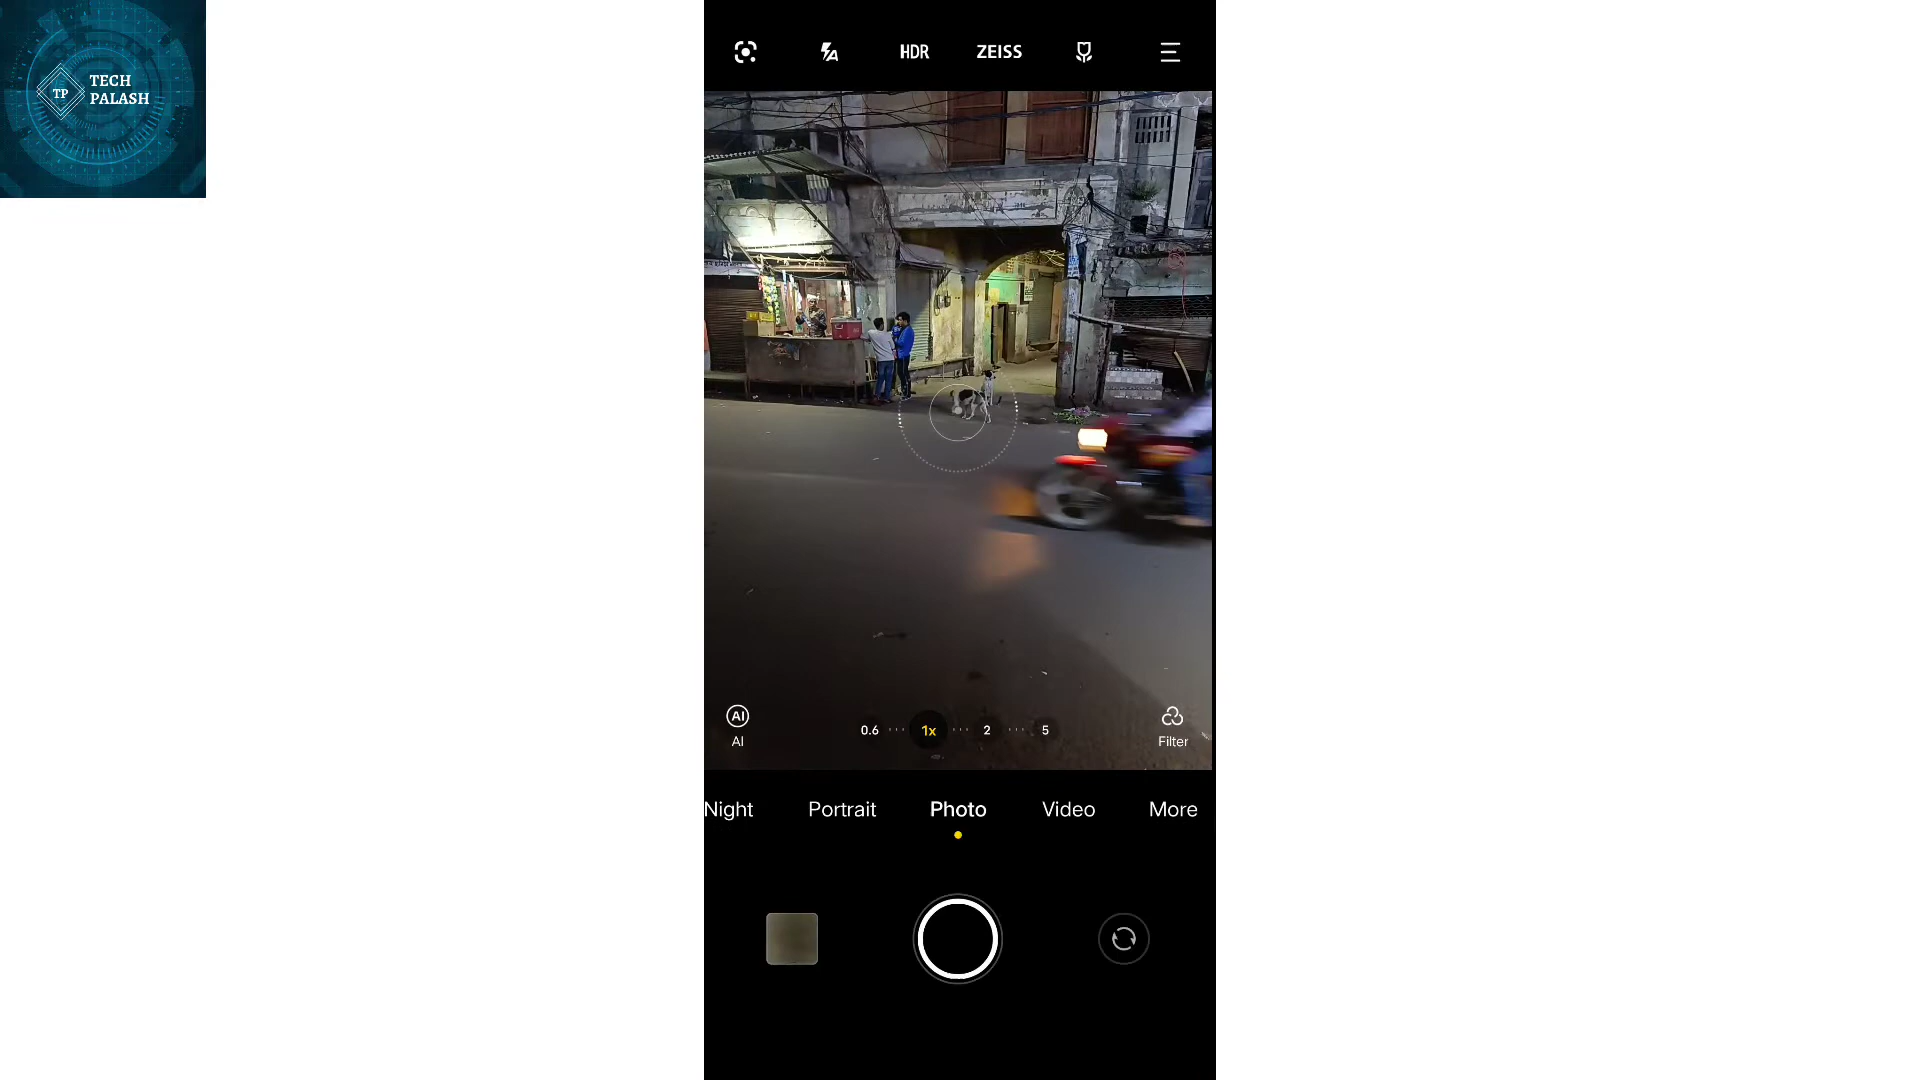 TECH
TP
PALASH
HDR
ZEISS
AI
AI
0.6
1x
2
5
Filter
Night
Portrait
Photo
Video
More